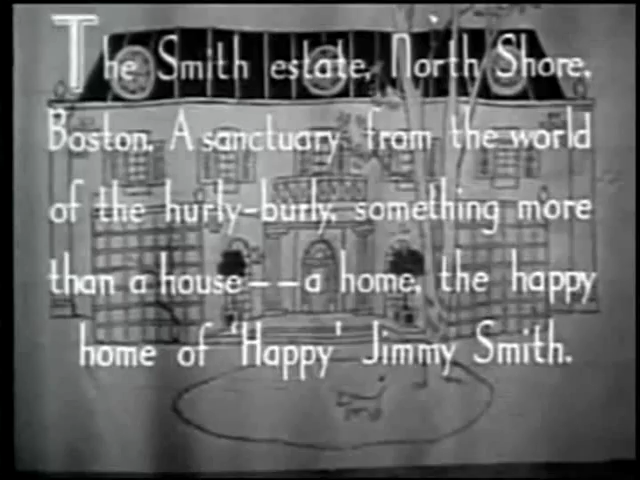 The Smith estate, North Shore,
Boston. A sanctuary from the world
of the hurly-burly, something more
than a house--a home, the happy
home of 'Happy' Jimmy Smith.